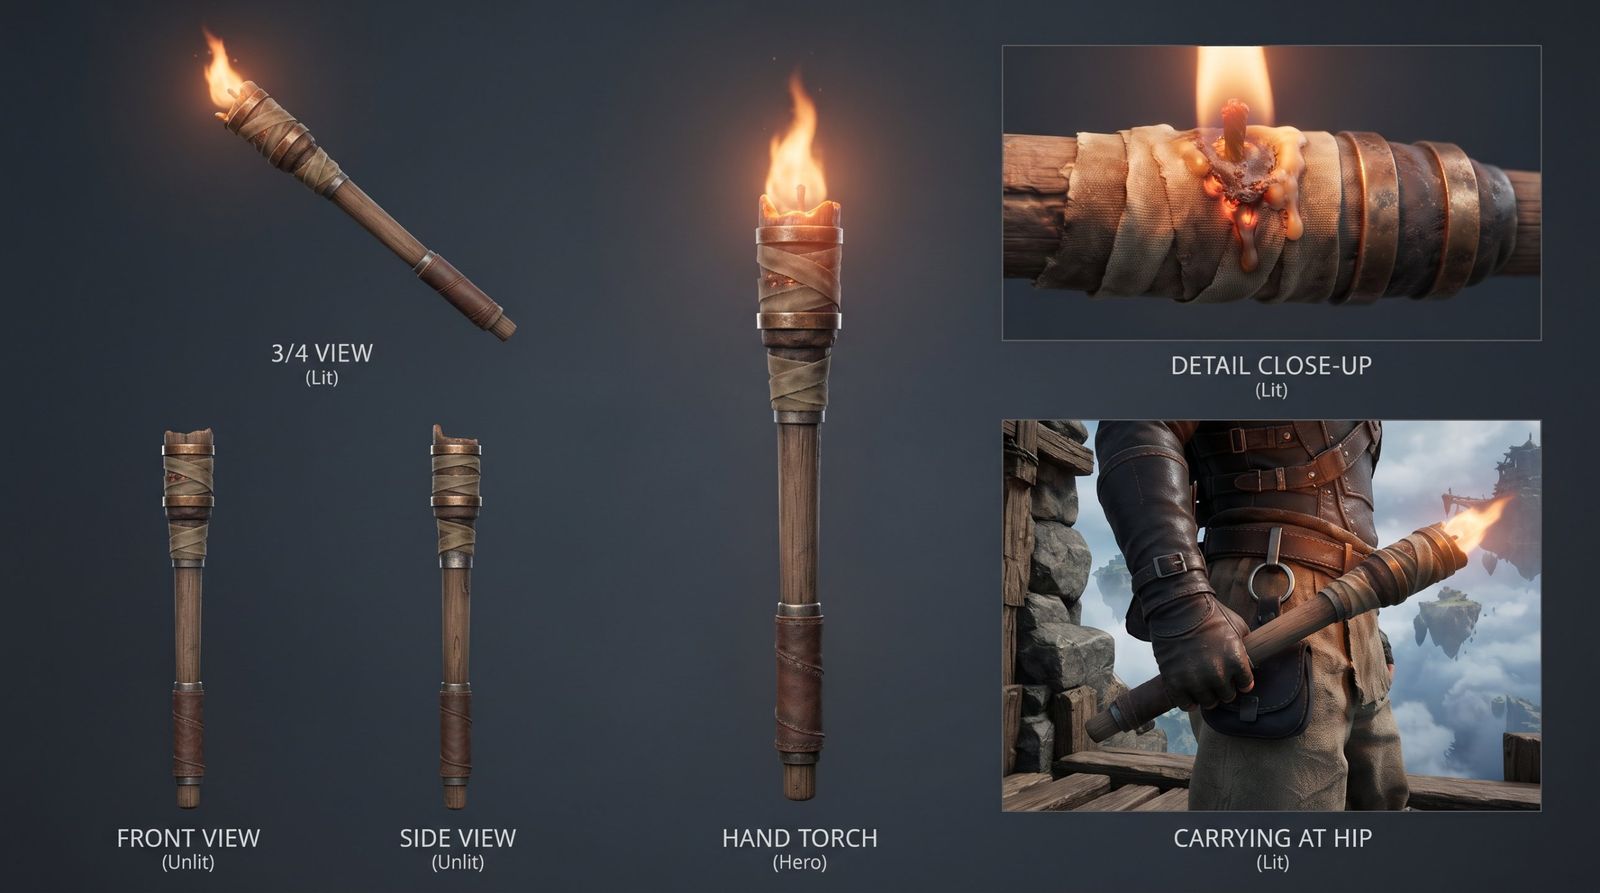 3/4 VIEW
(Lit)
FRONT VIEW
(Unlit)
SIDE VIEW
(Unlit)
HAND TORCH
(Hero)
DETAIL CLOSE-UP
(Lit)
CARRYING AT HIP
(Lit)